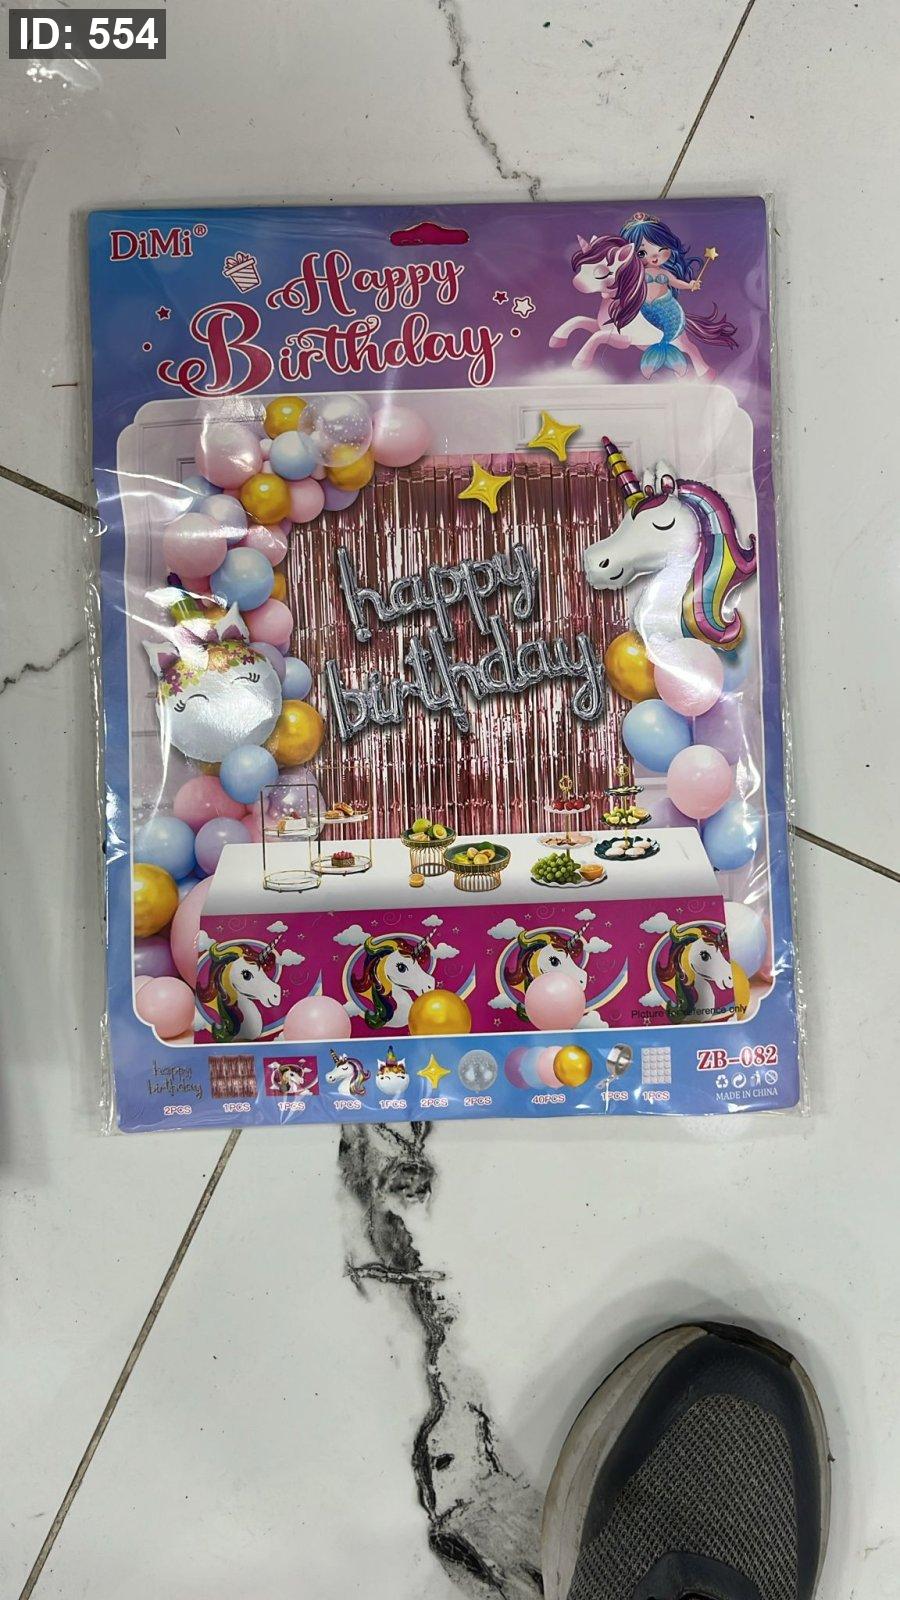 ID: 554
DiMi®
Happy
Birthday
happy
birthday
Picture for reference only
happy
birthday
2PCS 1PCS 1PCS 1PCS 1PCS 2PCS 2PCS 40PCS 1PCS 1PCS
ZB-082
MADE IN CHINA